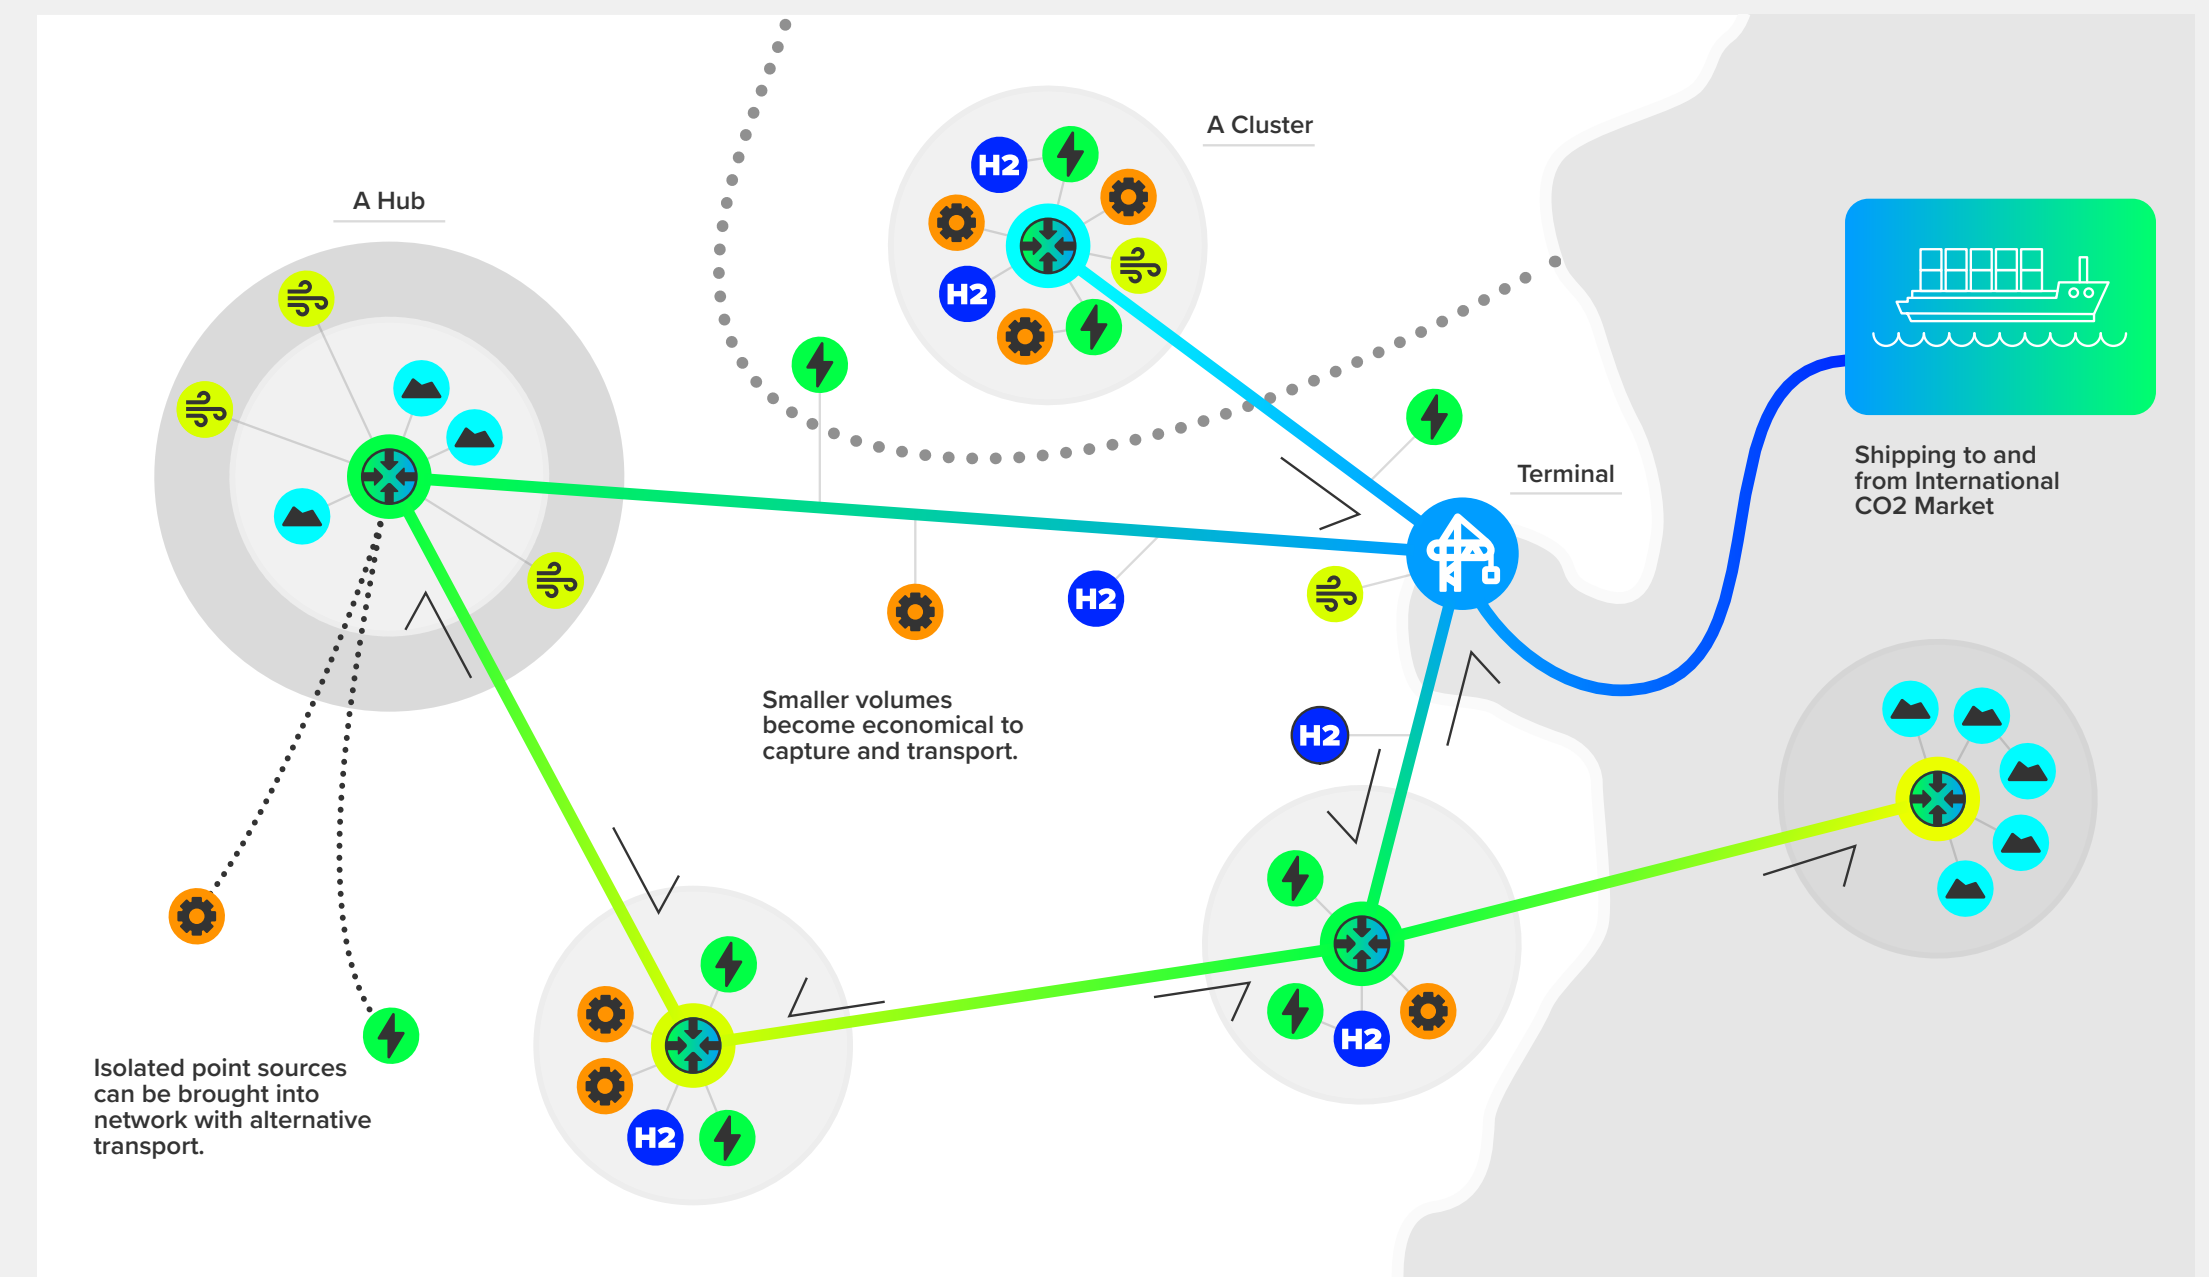 A Cluster
H2
A Hub
H2
Terminal
Shipping to and
from International
CO2 Market
H2
Smaller volumes
become economical to
capture and transport.
H2
Isolated point sources
can be brought into
network with alternative
transport.
H2
H2